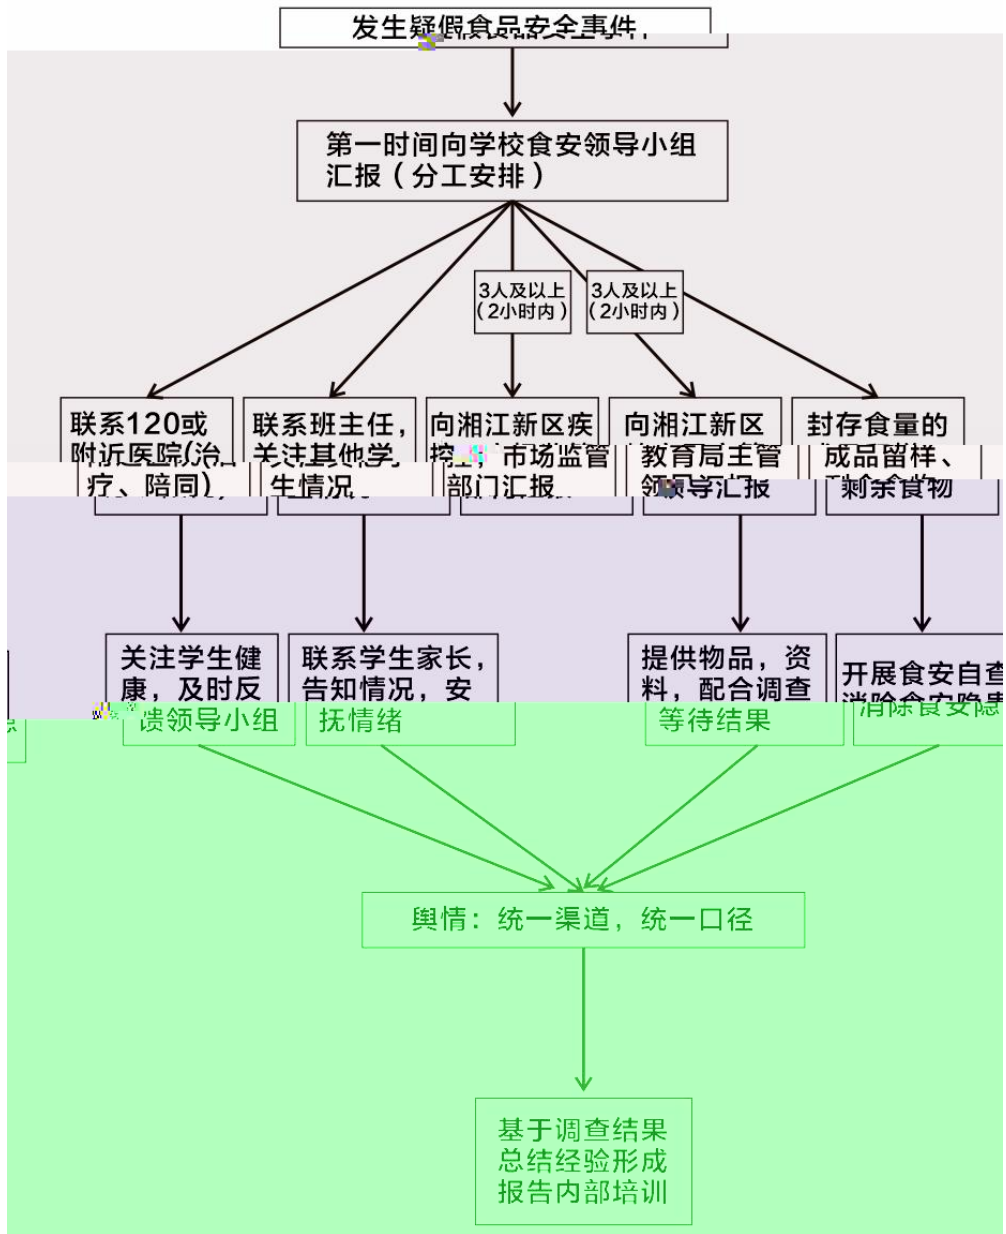 发生疑假食品安全事件
第一时间向学校食安领导小组
汇报（分工安排）
3人及以上
（2小时内）
3人及以上
（2小时内）
联系120或
附近医院(治
疗、陪同)
联系班主任，
关注其他学
生情况
向湘江新区疾
控 市场监管
部门汇报
向湘江新区
教育局主管
领导汇报
封存食量的
成品留样、
剩余食物
关注学生健
康，及时反
馈领导小组
联系学生家长，
告知情况，安
抚情绪
提供物品，资
料，配合调查
等待结果
开展食安自查
消除食安隐患
舆情：统一渠道，统一口径
基于调查结果
总结经验形成
报告内部培训